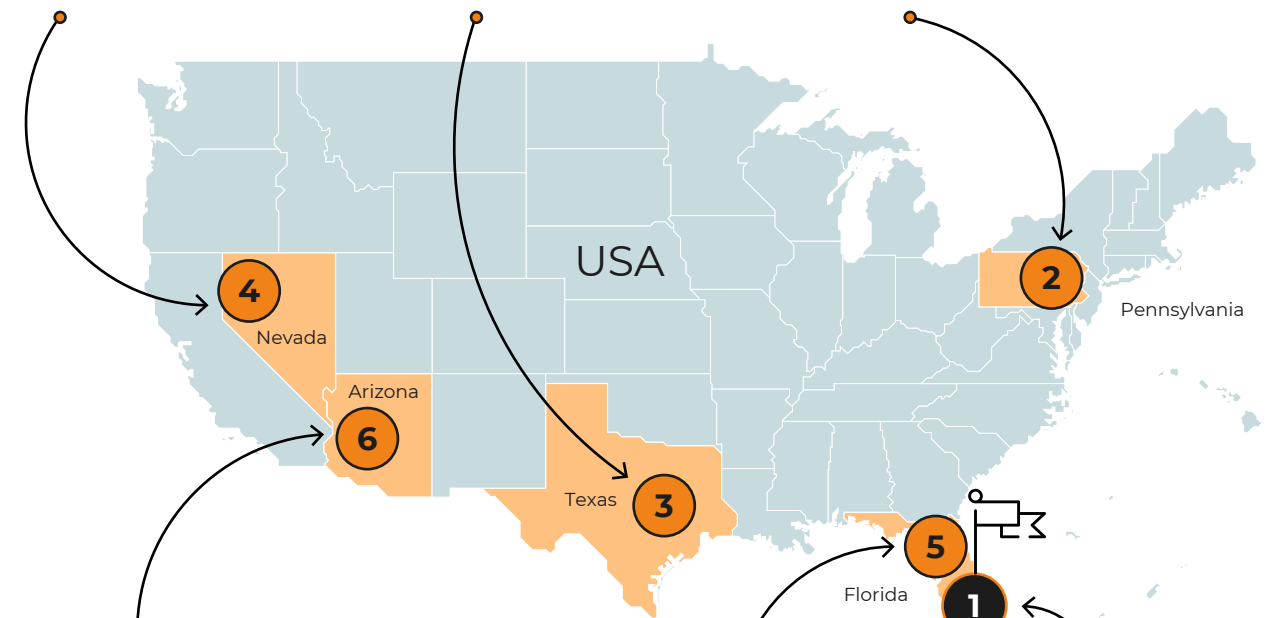 USA
2
4
Pennsylvania
Nevada
Arizona
6
Texas
3
5
Florida
1